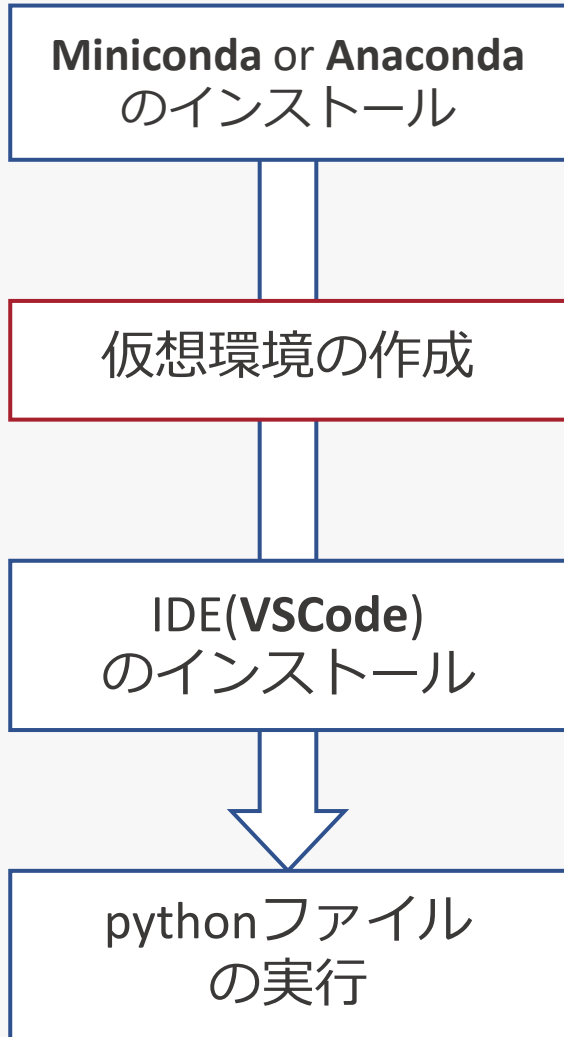 Miniconda or Anaconda
のインストール
仮想環境の作成
IDE(VSCode)
のインストール
pythonファイル
の実行